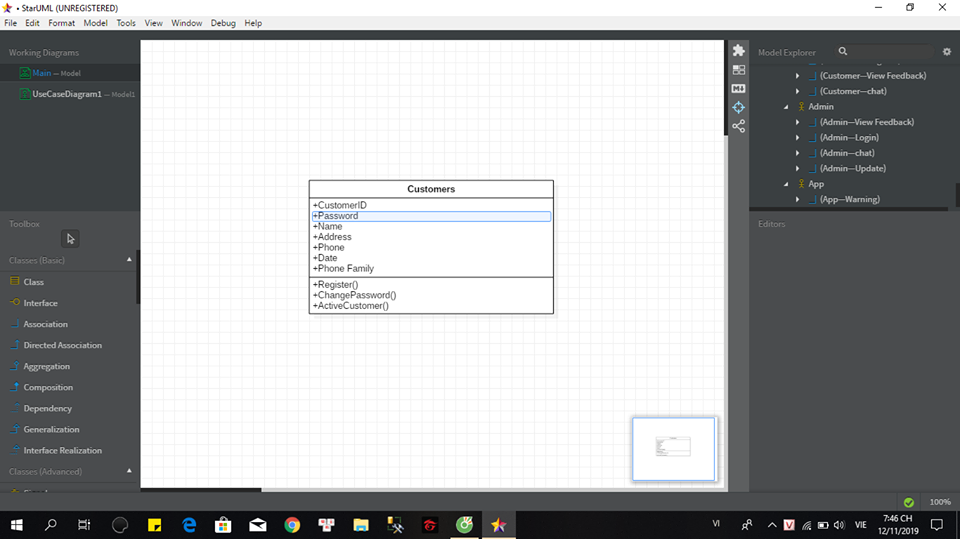 • StarUML (UNREGISTERED)
File Edit Format Model Tools View Window Debug Help
Working Diagrams
Main — Model
UseCaseDiagram1 — Model1
Toolbox
Classes (Basic)
Class
Interface
Association
Directed Association
Aggregation
Composition
Dependency
Generalization
Interface Realization
Classes (Advanced)
Customers
+CustomerID
+Password
+Name
+Address
+Phone
+Date
+Phone Family
+Register()
+ChangePassword()
+ActiveCustomer()
Model Explorer
(Customer—View Feedback)
(Customer—chat)
Admin
(Admin—View Feedback)
(Admin—Login)
(Admin—chat)
(Admin—Update)
App
(App—Warning)
Editors
100%
VI
VIE
7:46 CH
12/11/2019